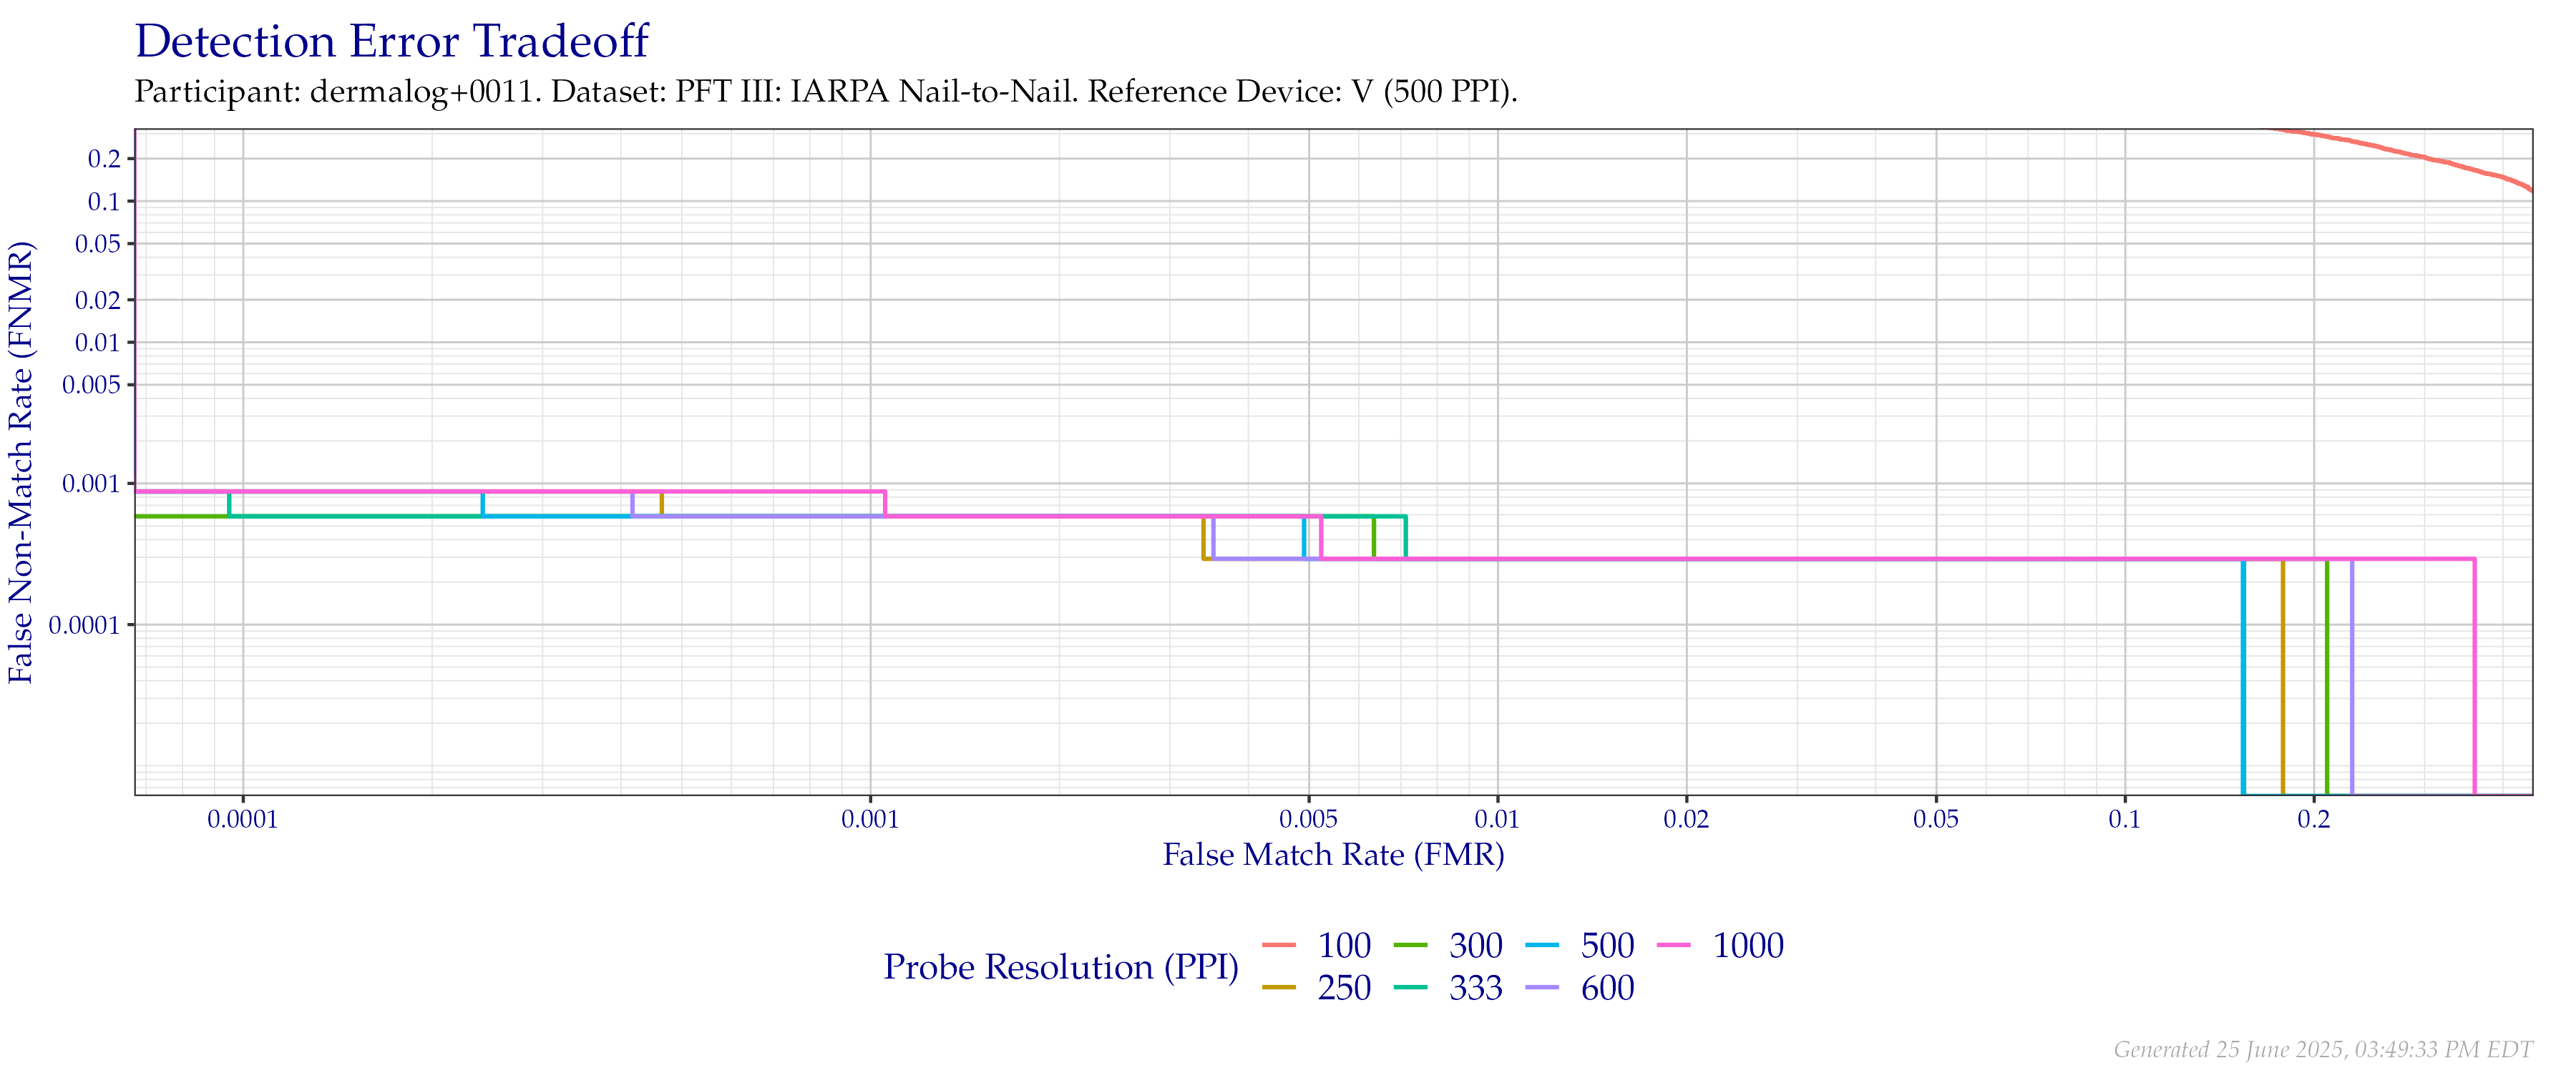 Detection Error Tradeoff
Participant: dermalog+0011. Dataset: PFT III: IARPA Nail-to-Nail. Reference Device: V (500 PPI).
False Non-Match Rate (FNMR)
0.2
0.1
0.05
0.02
0.01
0.005
0.001
0.0001
0.0001 0.001 0.005 0.01 0.02 0.05 0.1 0.2
False Match Rate (FMR)
Probe Resolution (PPI)
100 300 500 1000
250 333 600
Generated 25 June 2025, 03:49:33 PM EDT